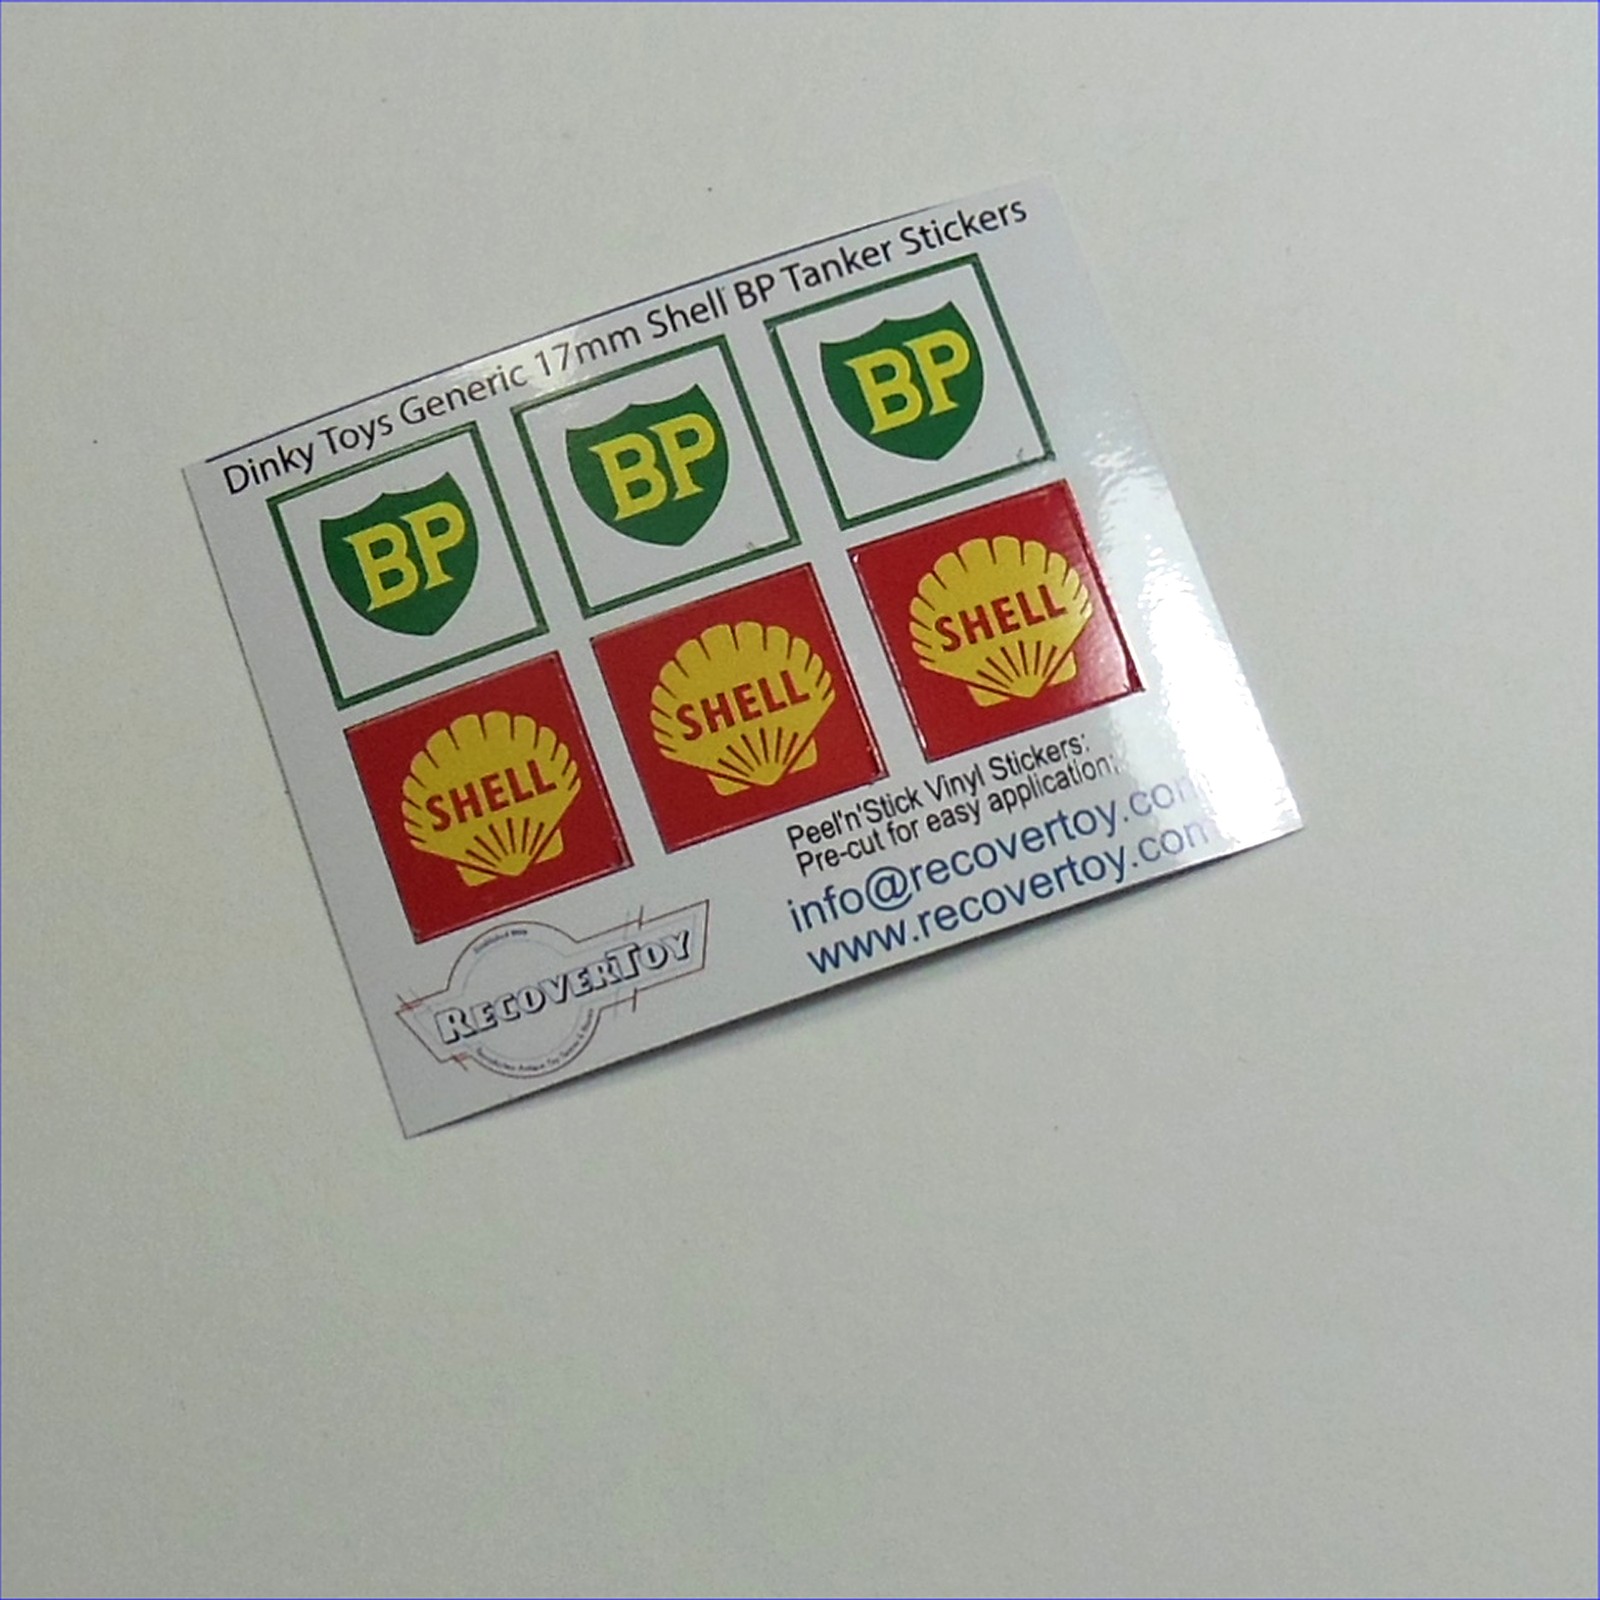 Dinky Toys Generic 17mm Shell BP Tanker Stickers
BP BP BP
SHELL SHELL SHELL
Peel'n'Stick Vinyl Stickers:
Pre-cut for easy application:
info@recovertoy.com
www.recovertoy.com
RECOVERTOY